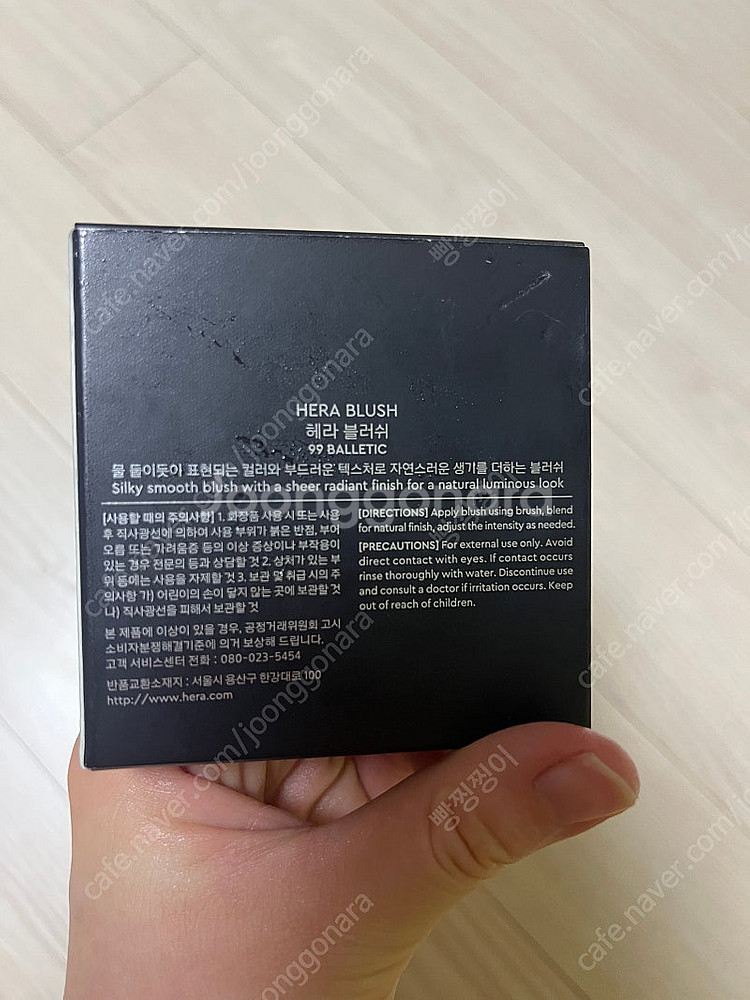 HERA BLUSH
헤라 블러쉬
99 BALLETIC
물 들이듯이 표현되는 컬러와 부드러운 텍스처로 자연스러운 생기를 더하는 블러쉬
Silky smooth blush with a sheer radiant finish for a natural luminous look
[사용할 때의 주의사항] 1. 화장품 사용 시 또는 사용
후 직사광선에 의하여 사용 부위가 붉은 반점, 부어
오름 또는 가려움증 등의 이상 증상이나 부작용이
있는 경우 전문의 등과 상담할 것 2. 상처가 있는 부
위 등에는 사용을 자제할 것 3. 보관 및 취급 시의 주
의사항 가) 어린이의 손이 닿지 않는 곳에 보관할 것
나) 직사광선을 피해서 보관할 것
본 제품에 이상이 있을 경우, 공정거래위원회 고시
소비자분쟁해결기준에 의거 보상해 드립니다.
고객 서비스센터 전화 : 080-023-5454
반품교환소재지 : 서울시 용산구 한강대로 100
http://www.hera.com
[DIRECTIONS] Apply blush using brush, blend
for natural finish, adjust the intensity as needed.
[PRECAUTIONS] For external use only. Avoid
direct contact with eyes. If contact occurs
rinse thoroughly with water. Discontinue use
and consult a doctor if irritation occurs. Keep
out of reach of children.
Joonggonara
cafe.naver.com/joonggonara
cafe.naver.com/joonggonara
cafe.naver.com/joonggonara
빵찡찡이
빵찡찡이